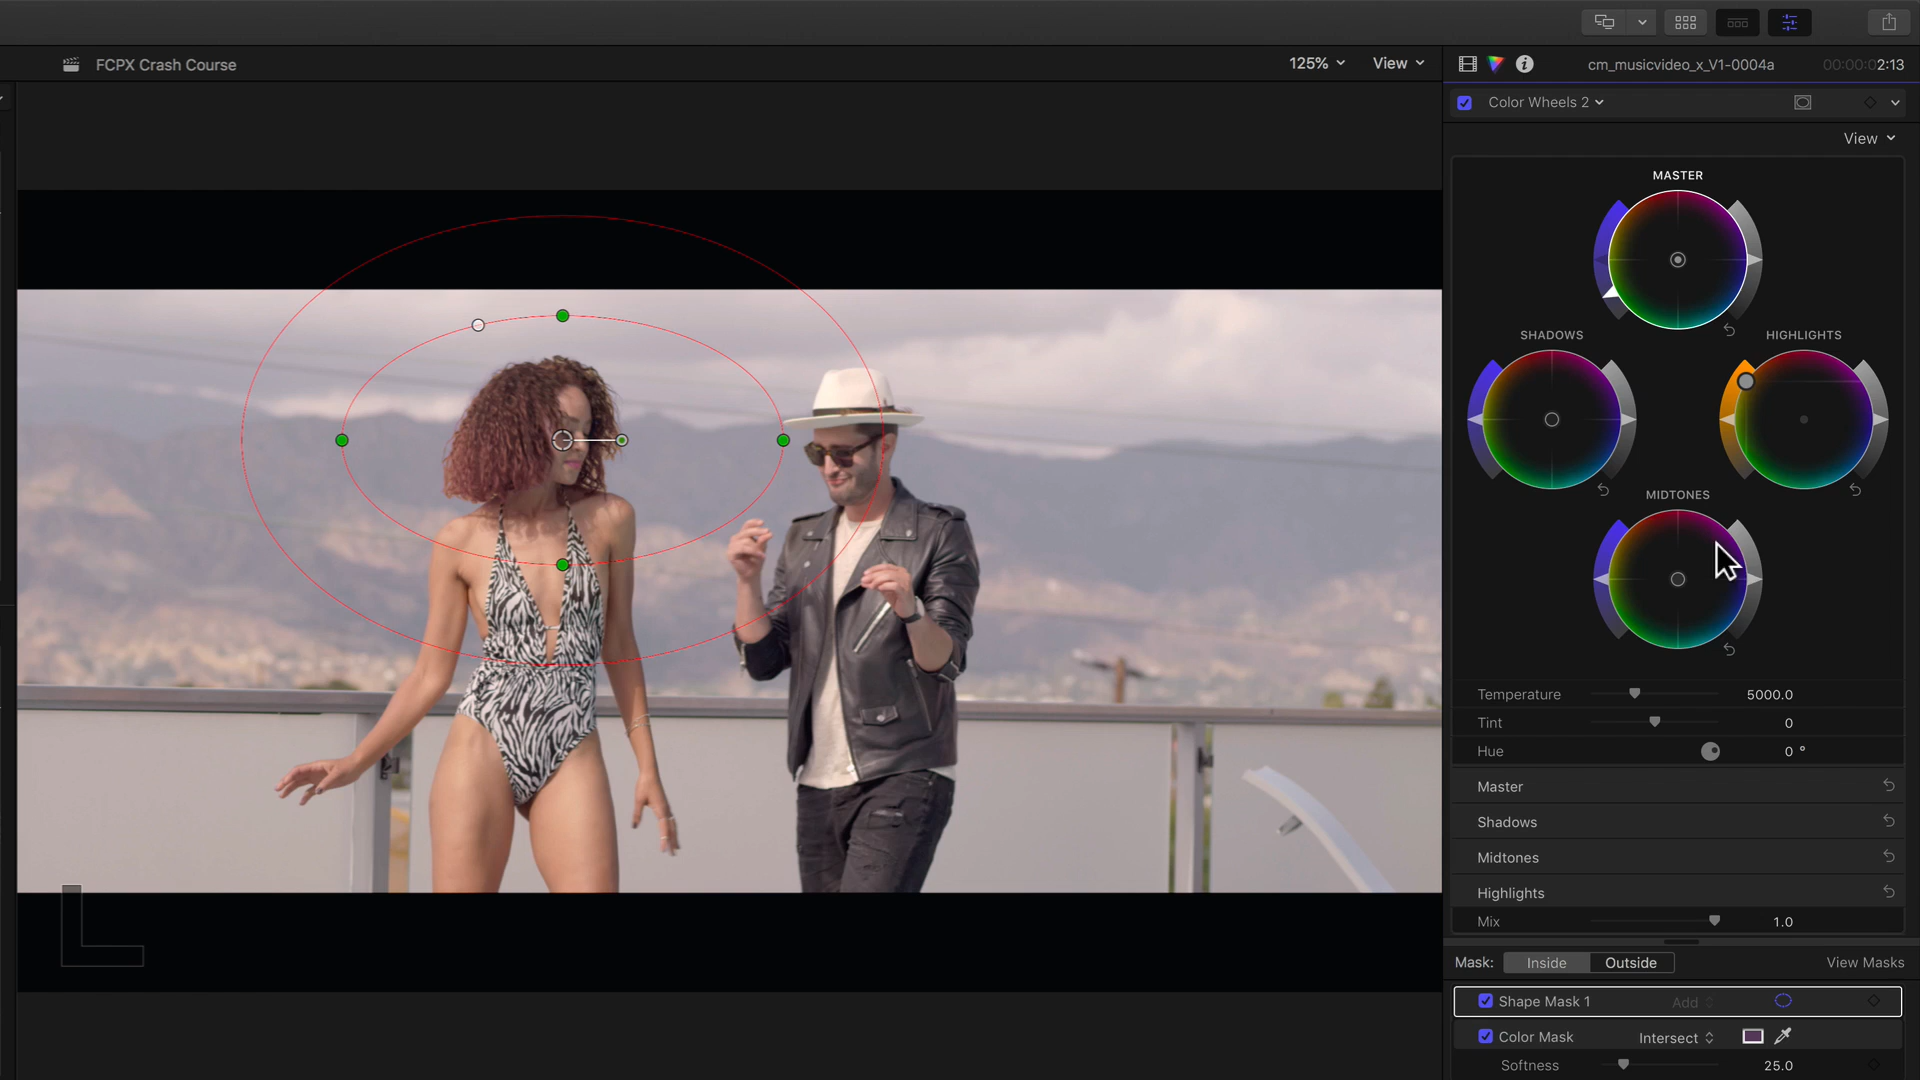 FCPX Crash Course
125%
View
cm_musicvideo_x_V1-0004a
00:00:02:13
Color Wheels 2
View
MASTER
SHADOWS
HIGHLIGHTS
MIDTONES
Temperature 5000.0
Tint 0
Hue 0 °
Master
Shadows
Midtones
Highlights
Mix 1.0
Mask: Inside Outside View Masks
Shape Mask 1 Add
Color Mask Intersect
Softness 25.0